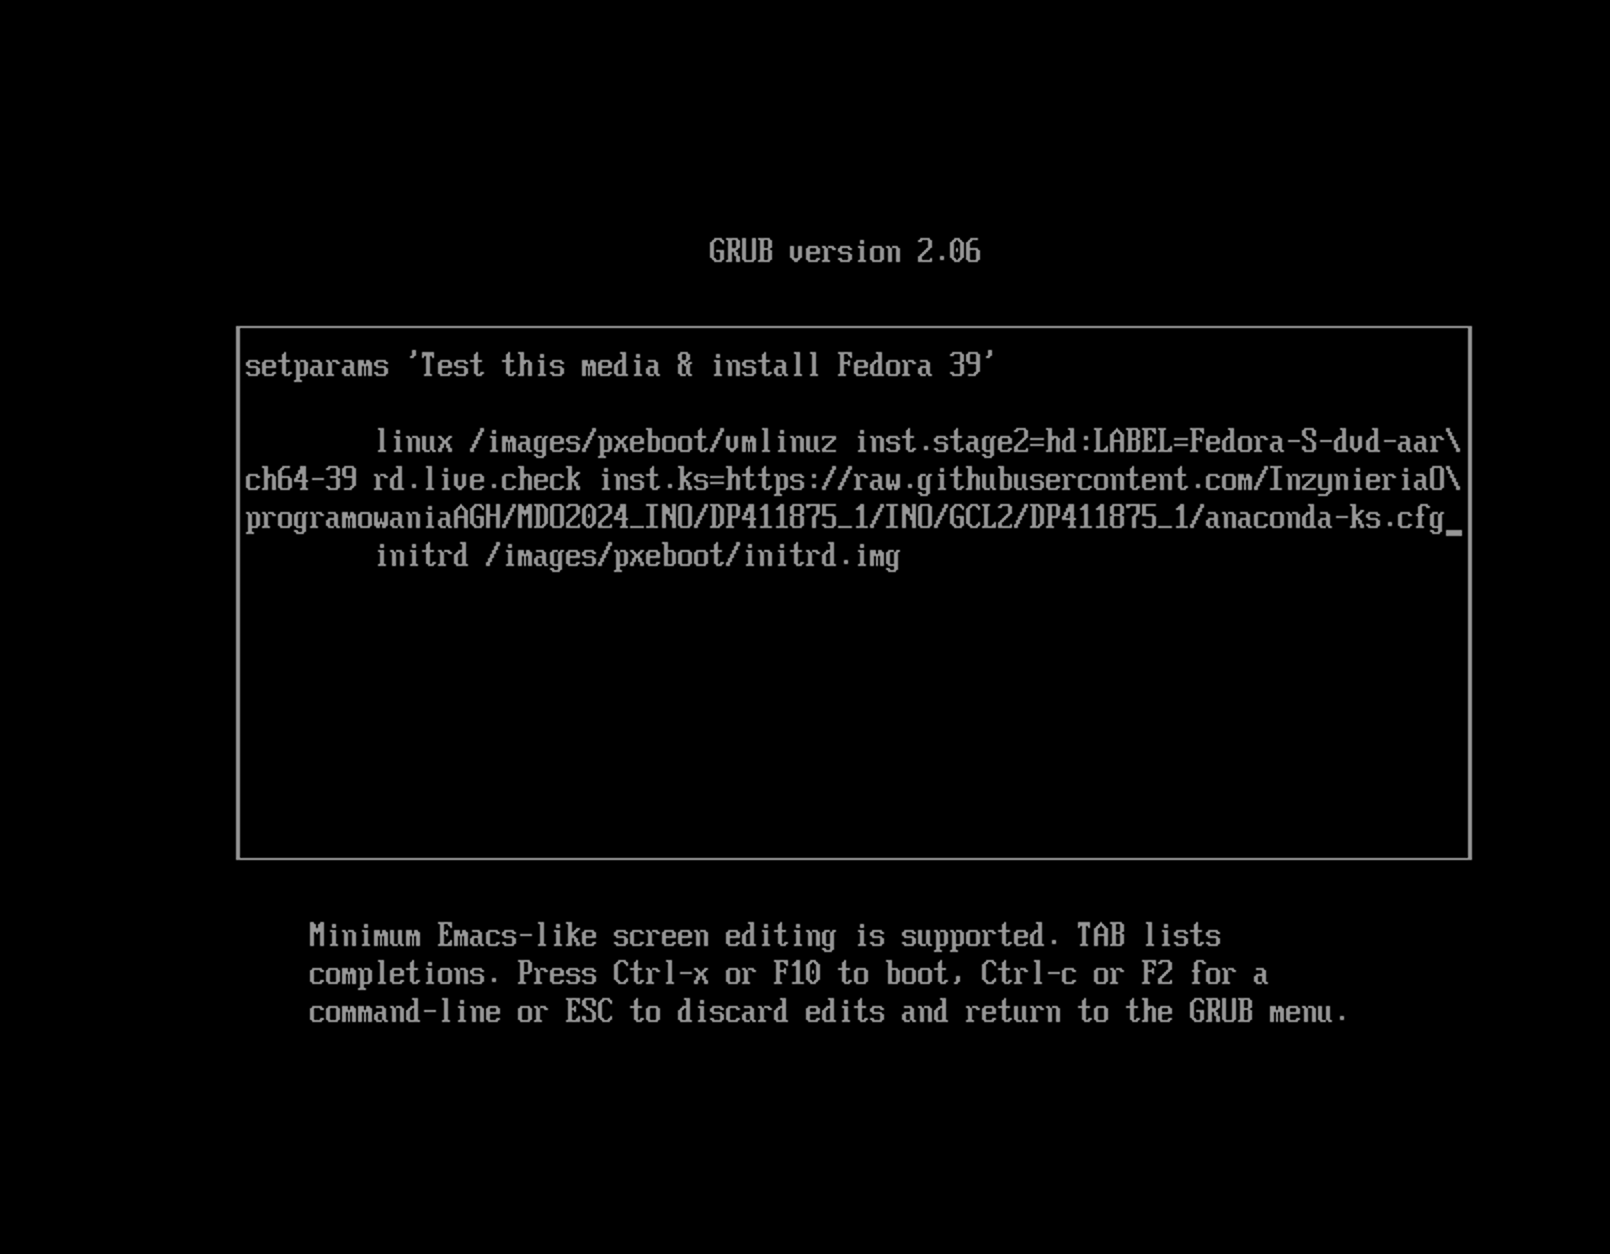 GRUB version 2.06
setparams 'Test this media & install Fedora 39'
linux /images/pxeboot/vmlinuz inst.stage2=hd:LABEL=Fedora-S-dvd-aar\
ch64-39 rd.live.check inst.ks=https://raw.githubusercontent.com/InzynieriaO\
programowaniaAGH/MDO2024_INO/DP411875_1/INO/GCL2/DP411875_1/anaconda-ks.cfg_
initrd /images/pxeboot/initrd.img
Minimum Emacs-like screen editing is supported. TAB lists
completions. Press Ctrl-x or F10 to boot, Ctrl-c or F2 for a
command-line or ESC to discard edits and return to the GRUB menu.